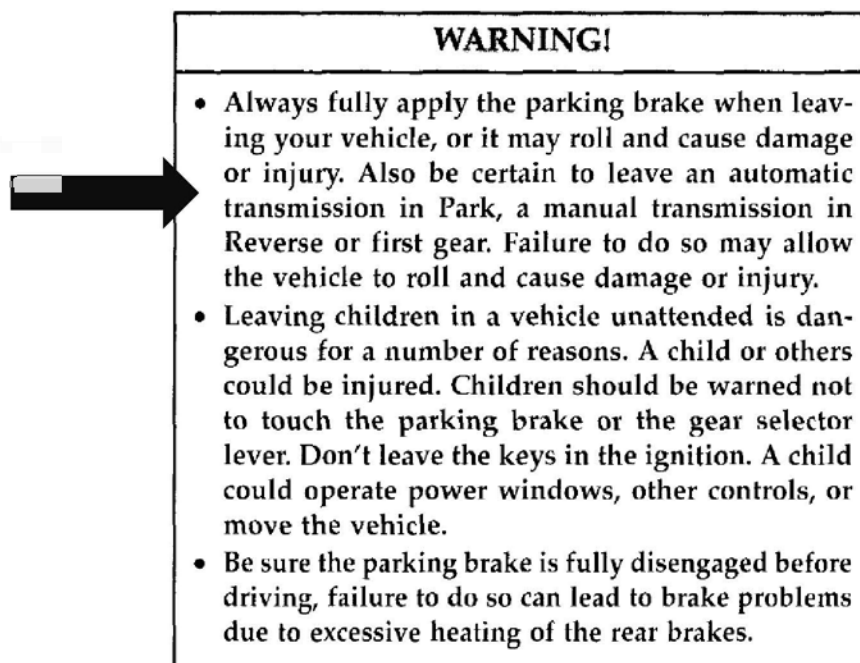 WARNING!
• Always fully apply the parking brake when leav-
ing your vehicle, or it may roll and cause damage
or injury. Also be certain to leave an automatic
transmission in Park, a manual transmission in
Reverse or first gear. Failure to do so may allow
the vehicle to roll and cause damage or injury.
• Leaving children in a vehicle unattended is dan-
gerous for a number of reasons. A child or others
could be injured. Children should be warned not
to touch the parking brake or the gear selector
lever. Don't leave the keys in the ignition. A child
could operate power windows, other controls, or
move the vehicle.
• Be sure the parking brake is fully disengaged before
driving, failure to do so can lead to brake problems
due to excessive heating of the rear brakes.